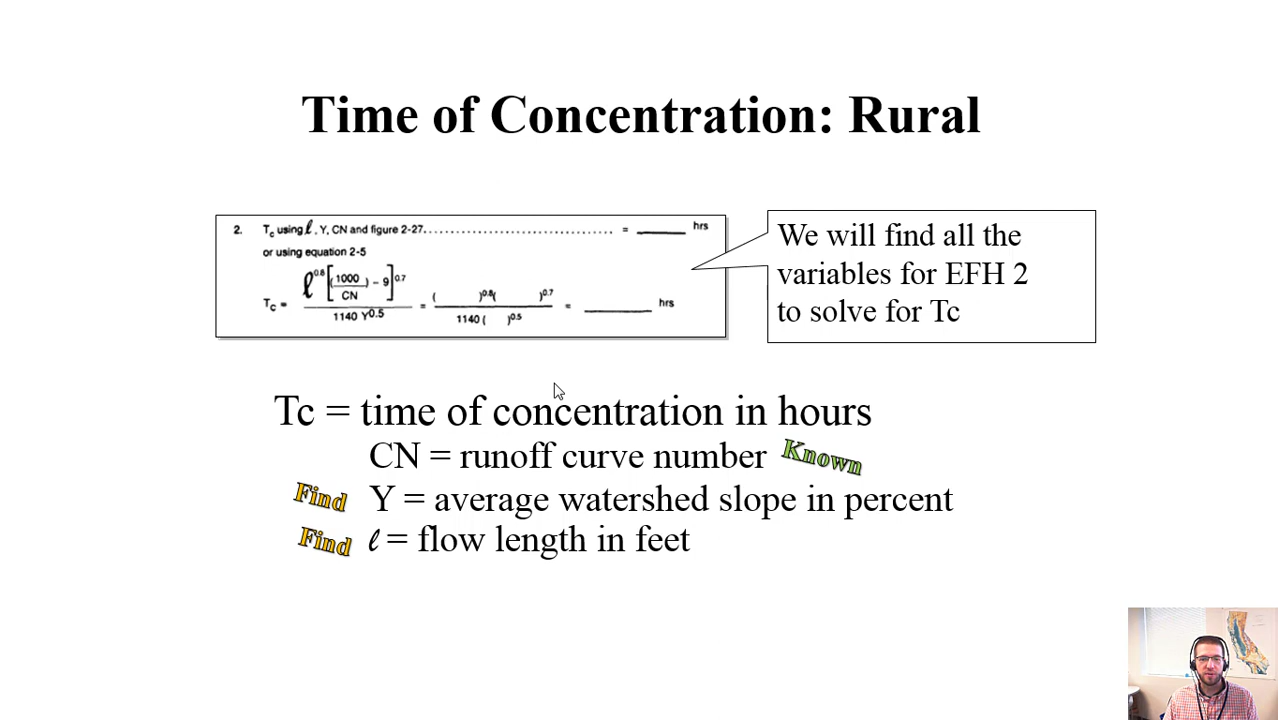 Time of Concentration: Rural
2. Tc using ℓ, Y, CN and figure 2-27........................................ = ______ hrs
or using equation 2-5
Tc = ℓ^0.8 [(1000/CN) - 9]^0.7 / 1140 Y^0.5 = ( )^0.8( )^0.7 / 1140 ( )^0.5 = ________ hrs
We will find all the
variables for EFH 2
to solve for Tc
Tc = time of concentration in hours
CN = runoff curve number Known
Find Y = average watershed slope in percent
Find ℓ = flow length in feet